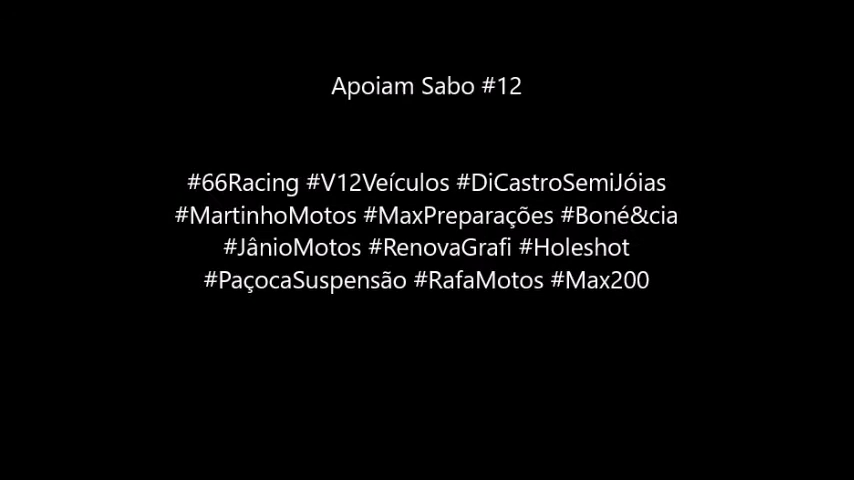 Apoiam Sabo #12
#66Racing #V12Veículos #DiCastroSemiJóias
#MartinhoMotos #MaxPreparações #Boné&cia
#JânioMotos #RenovaGrafi #Holeshot
#PaçocaSuspensão #RafaMotos #Max200